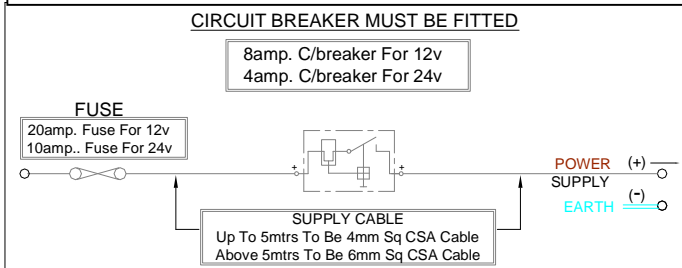 CIRCUIT BREAKER MUST BE FITTED
8amp. C/breaker For 12v
4amp. C/breaker For 24v
FUSE
20amp. Fuse For 12v
10amp.. Fuse For 24v
+
+
POWER (+)
SUPPLY
EARTH (-)
SUPPLY CABLE
Up To 5mtrs To Be 4mm Sq CSA Cable
Above 5mtrs To Be 6mm Sq CSA Cable